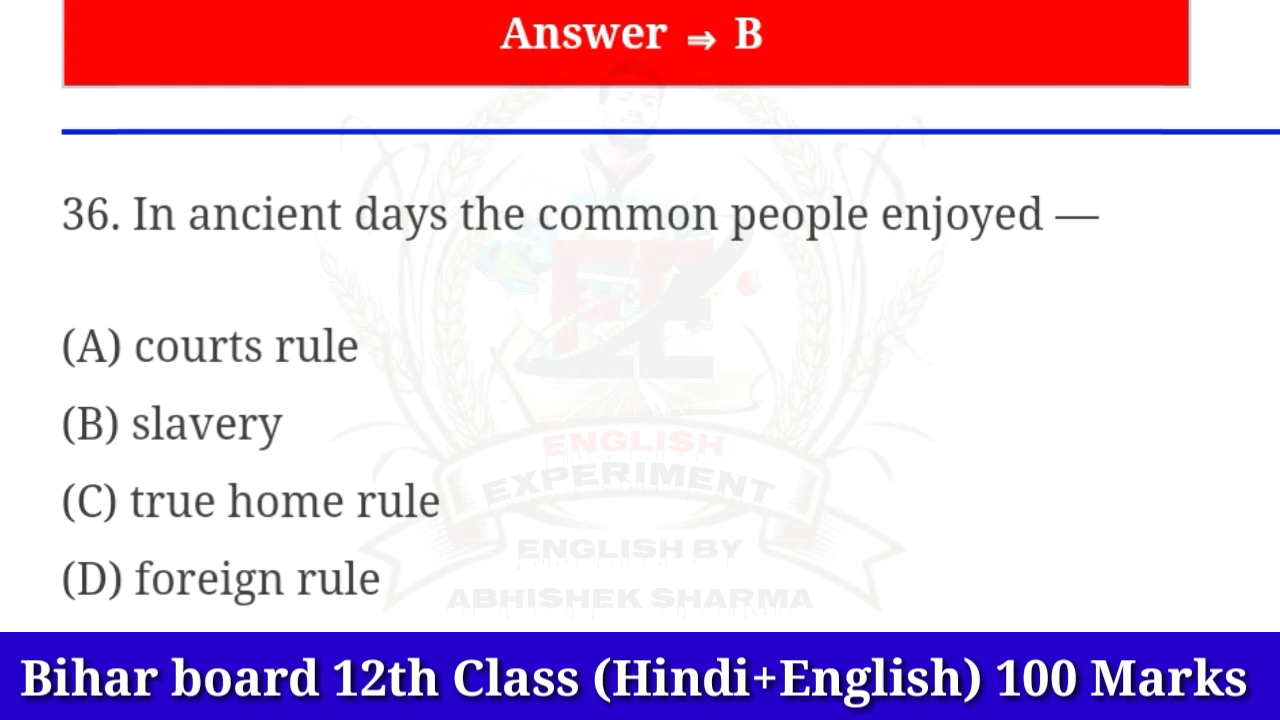 Answer ⇒ B
36. In ancient days the common people enjoyed —
(A) courts rule
(B) slavery
(C) true home rule
(D) foreign rule
EE
ENGLISH
EXPERIMENT
ENGLISH BY
ABHISHEK SHARMA
Bihar board 12th Class (Hindi+English) 100 Marks